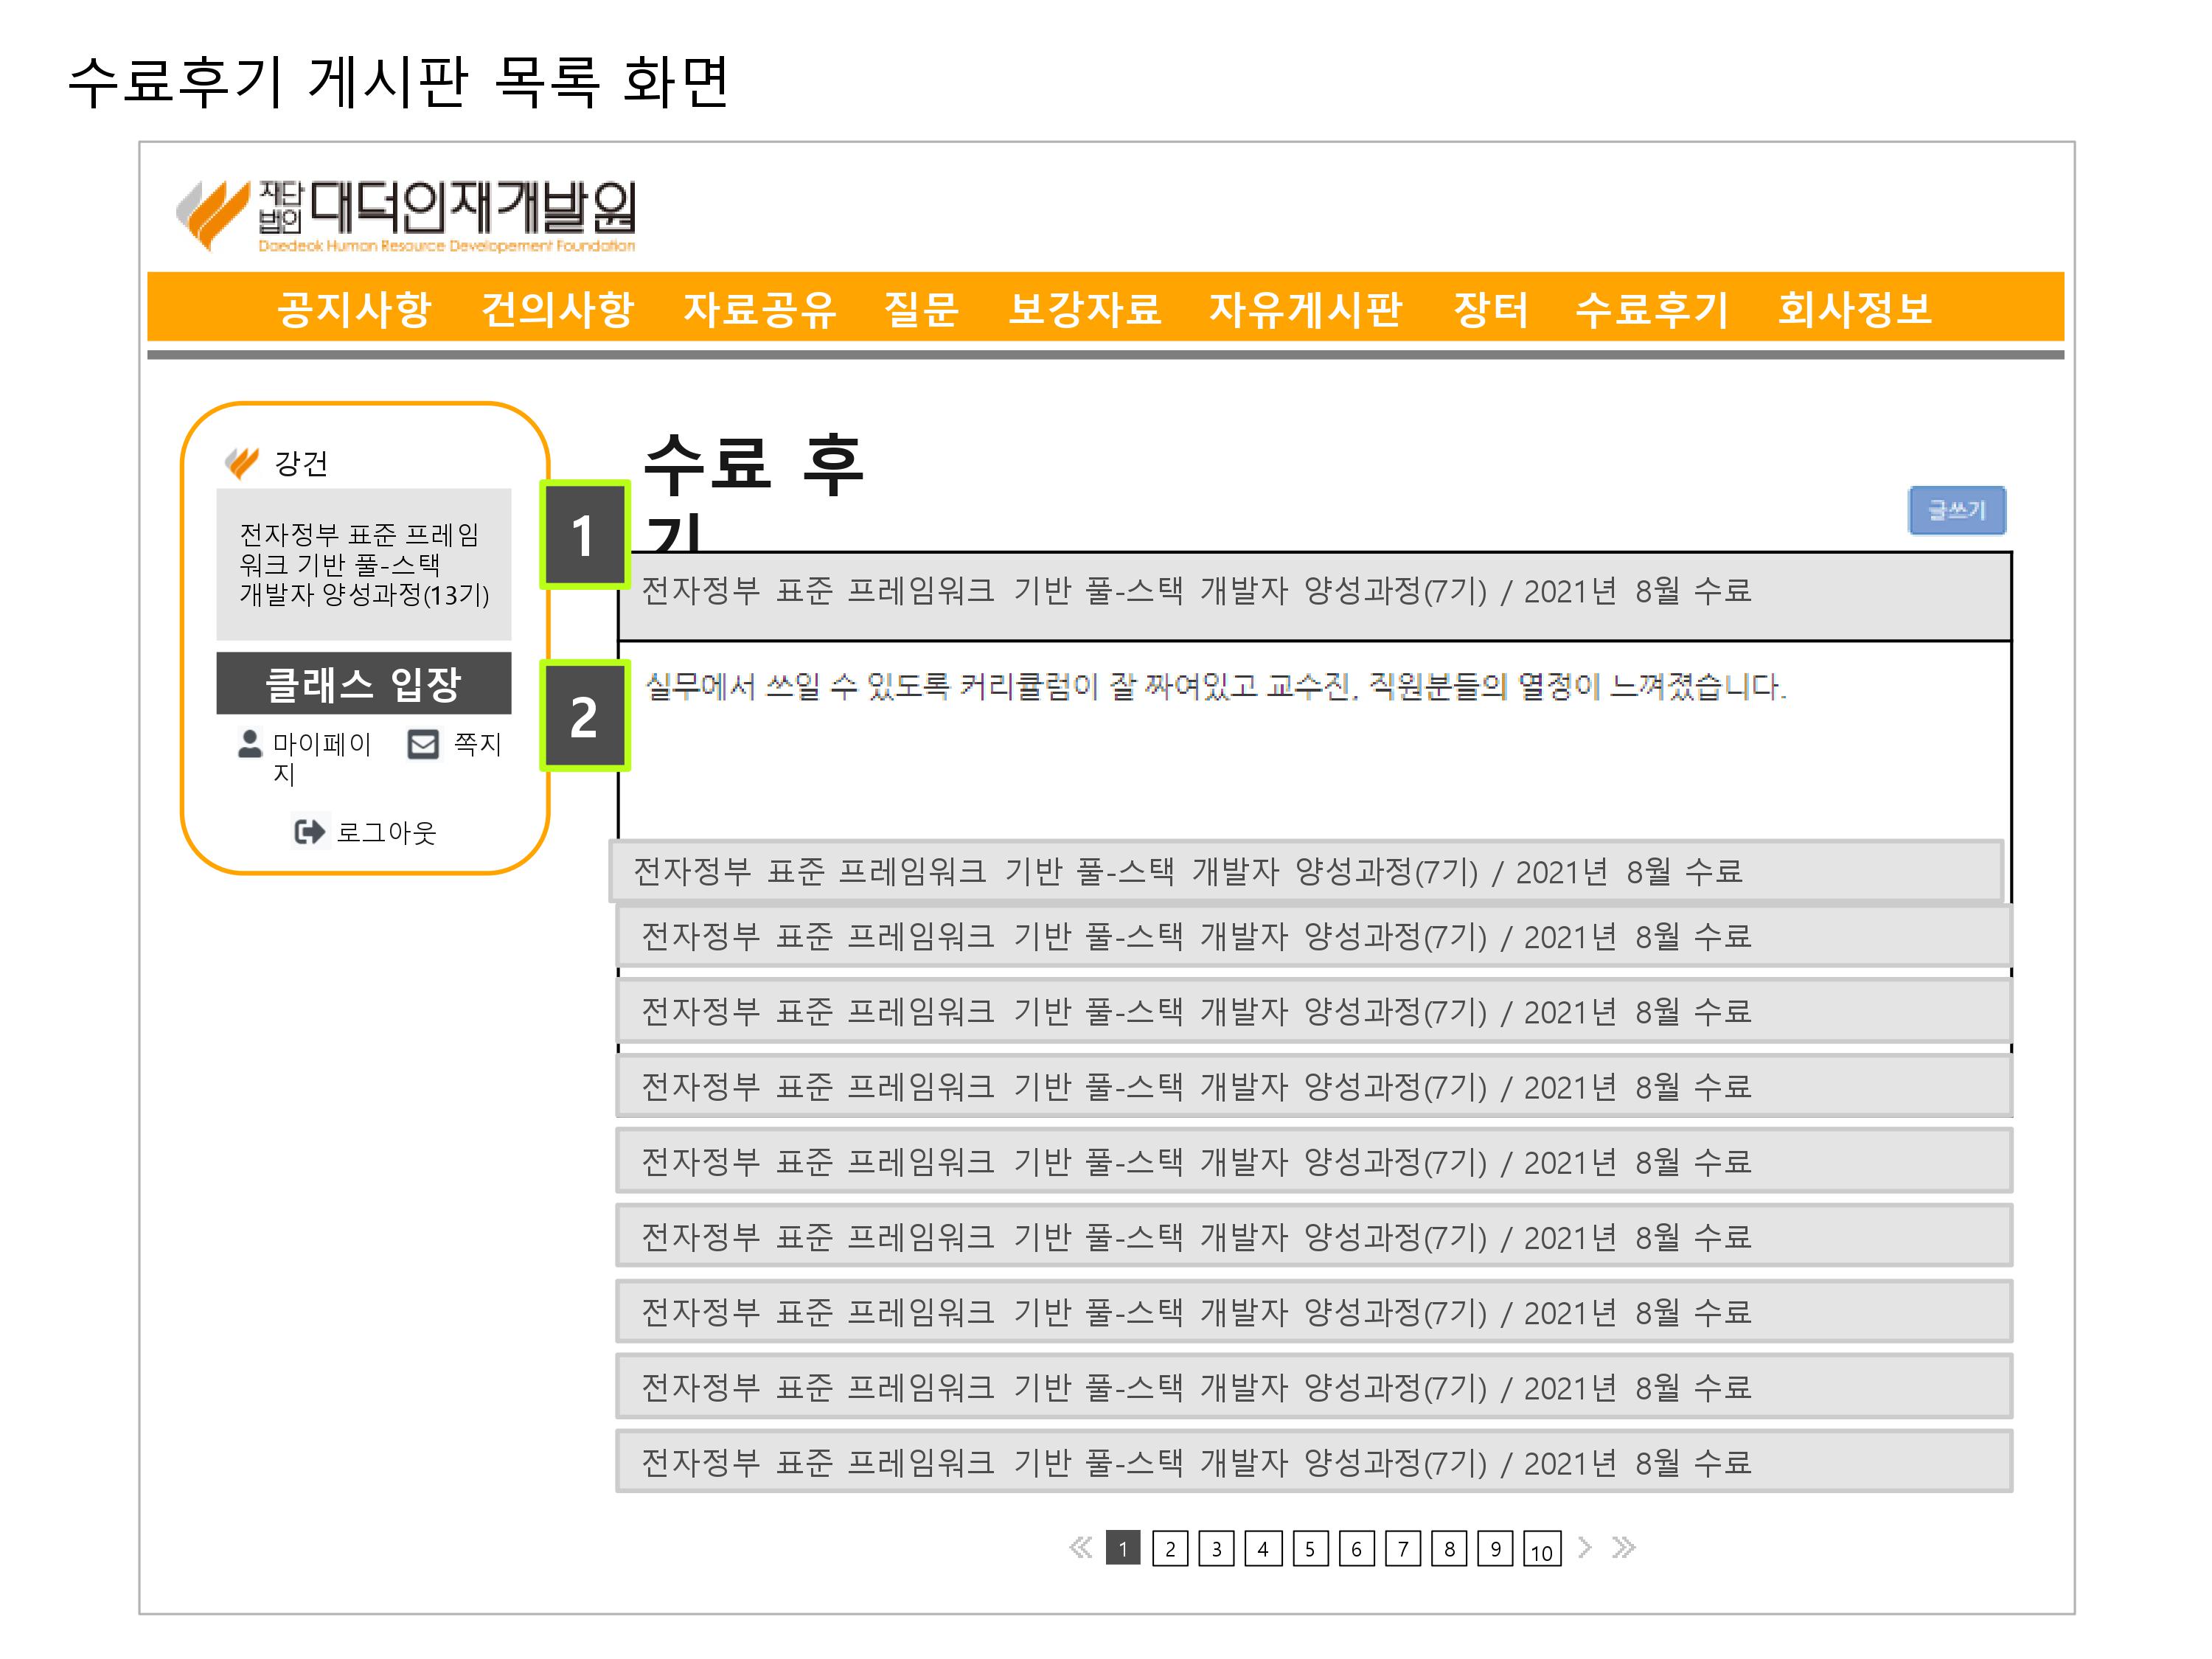 수료후기 게시판 목록 화면
재단
법인 대덕인재개발원
Daedeok Human Resource Developement Foundation
공지사항 건의사항 자료공유 질문 보강자료 자유게시판 장터 수료후기 회사정보
강건
전자정부 표준 프레임
워크 기반 풀-스택
개발자 양성과정(13기)
클래스 입장
마이페이
지
쪽지
로그아웃
수료 후
기
글쓰기
1
전자정부 표준 프레임워크 기반 풀-스택 개발자 양성과정(7기) / 2021년 8월 수료
2
실무에서 쓰일 수 있도록 커리큘럼이 잘 짜여있고 교수진, 직원분들의 열정이 느껴졌습니다.
전자정부 표준 프레임워크 기반 풀-스택 개발자 양성과정(7기) / 2021년 8월 수료
전자정부 표준 프레임워크 기반 풀-스택 개발자 양성과정(7기) / 2021년 8월 수료
전자정부 표준 프레임워크 기반 풀-스택 개발자 양성과정(7기) / 2021년 8월 수료
전자정부 표준 프레임워크 기반 풀-스택 개발자 양성과정(7기) / 2021년 8월 수료
전자정부 표준 프레임워크 기반 풀-스택 개발자 양성과정(7기) / 2021년 8월 수료
전자정부 표준 프레임워크 기반 풀-스택 개발자 양성과정(7기) / 2021년 8월 수료
전자정부 표준 프레임워크 기반 풀-스택 개발자 양성과정(7기) / 2021년 8월 수료
전자정부 표준 프레임워크 기반 풀-스택 개발자 양성과정(7기) / 2021년 8월 수료
전자정부 표준 프레임워크 기반 풀-스택 개발자 양성과정(7기) / 2021년 8월 수료
1 2 3 4 5 6 7 8 9 10